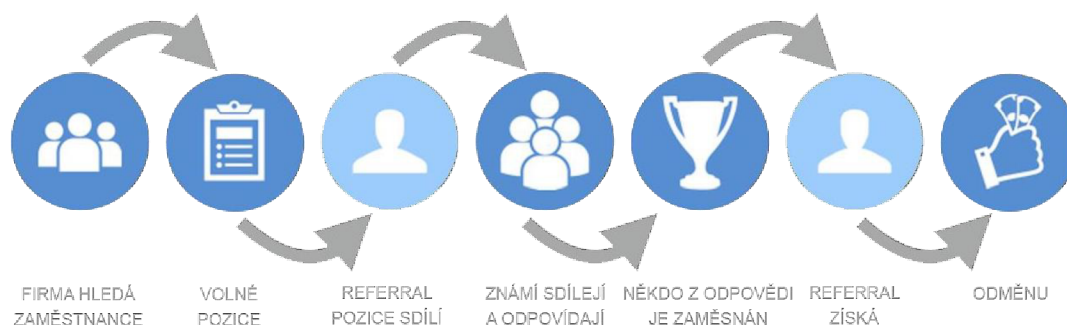 FIRMA HLEDÁ
ZAMĚSTNANCE
VOLNÉ
POZICE
REFERRAL
POZICE SDÍLÍ
ZNÁMÍ SDÍLEJÍ
A ODPOVÍDAJÍ
NĚKDO Z ODPOVĚDI
JE ZAMĚSNÁN
REFERRAL
ZÍSKÁ
ODMĚNU